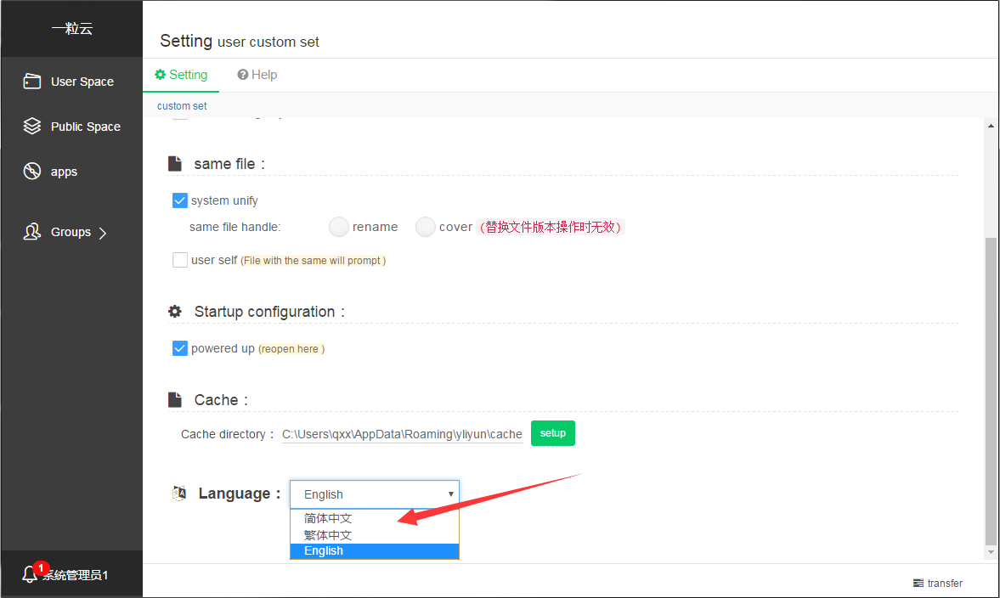 一粒云
User Space
Public Space
apps
Groups
1
系统管理员1
Setting user custom set
Setting
Help
custom set
same file :
system unify
same file handle: rename cover (替换文件版本操作时无效)
user self (File with the same will prompt )
Startup configuration :
powered up (reopen here )
Cache :
Cache directory : C:\Users\qxx\AppData\Roaming\yliyun\cache setup
Language : English
简体中文
繁体中文
English
transfer